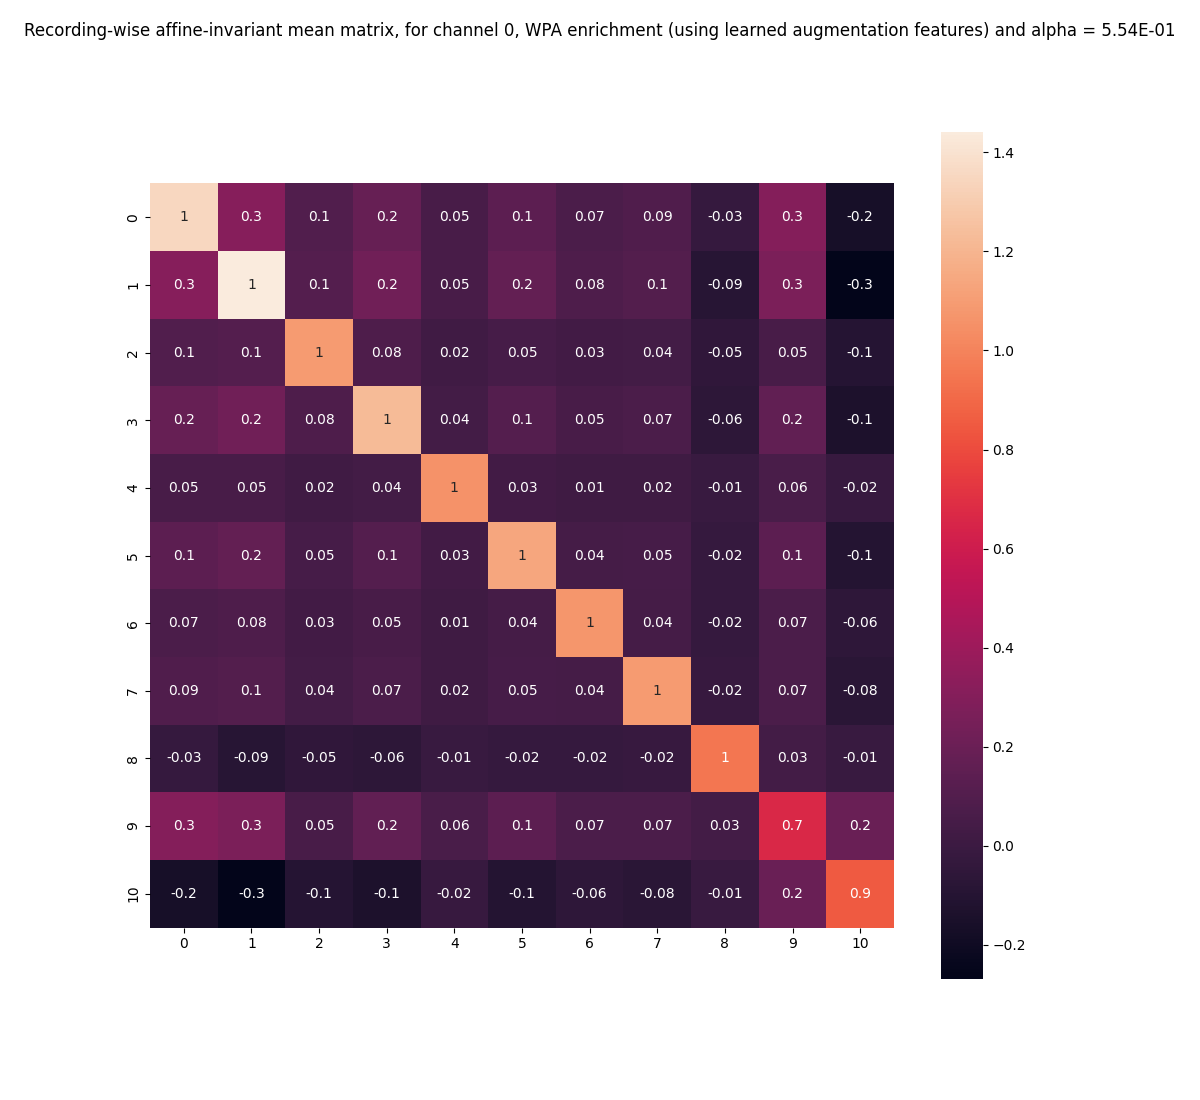 Recording-wise affine-invariant mean matrix, for channel 0, WPA enrichment (using learned augmentation features) and alpha = 5.54E-01
1.4
0 1 0.3 0.1 0.2 0.05 0.1 0.07 0.09 -0.03 0.3 -0.2
1.2
1 0.3 1 0.1 0.2 0.05 0.2 0.08 0.1 -0.09 0.3 -0.3
2 0.1 0.1 1 0.08 0.02 0.05 0.03 0.04 -0.05 0.05 -0.1
1.0
3 0.2 0.2 0.08 1 0.04 0.1 0.05 0.07 -0.06 0.2 -0.1
0.8
4 0.05 0.05 0.02 0.04 1 0.03 0.01 0.02 -0.01 0.06 -0.02
0.6
5 0.1 0.2 0.05 0.1 0.03 1 0.04 0.05 -0.02 0.1 -0.1
6 0.07 0.08 0.03 0.05 0.01 0.04 1 0.04 -0.02 0.07 -0.06
0.4
7 0.09 0.1 0.04 0.07 0.02 0.05 0.04 1 -0.02 0.07 -0.08
0.2
8 -0.03 -0.09 -0.05 -0.06 -0.01 -0.02 -0.02 -0.02 1 0.03 -0.01
9 0.3 0.3 0.05 0.2 0.06 0.1 0.07 0.07 0.03 0.7 0.2
0.0
10 -0.2 -0.3 -0.1 -0.1 -0.02 -0.1 -0.06 -0.08 -0.01 0.2 0.9
−0.2
0 1 2 3 4 5 6 7 8 9 10